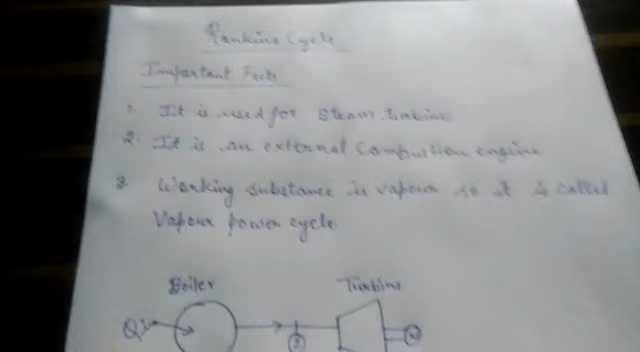 Rankine Cycle
Important Facts
1. It is used for steam turbine
2. It is an external combustion engine
3. Working substance is vapour so it is called
Vapour power cycle.
Boiler Turbine
Qin